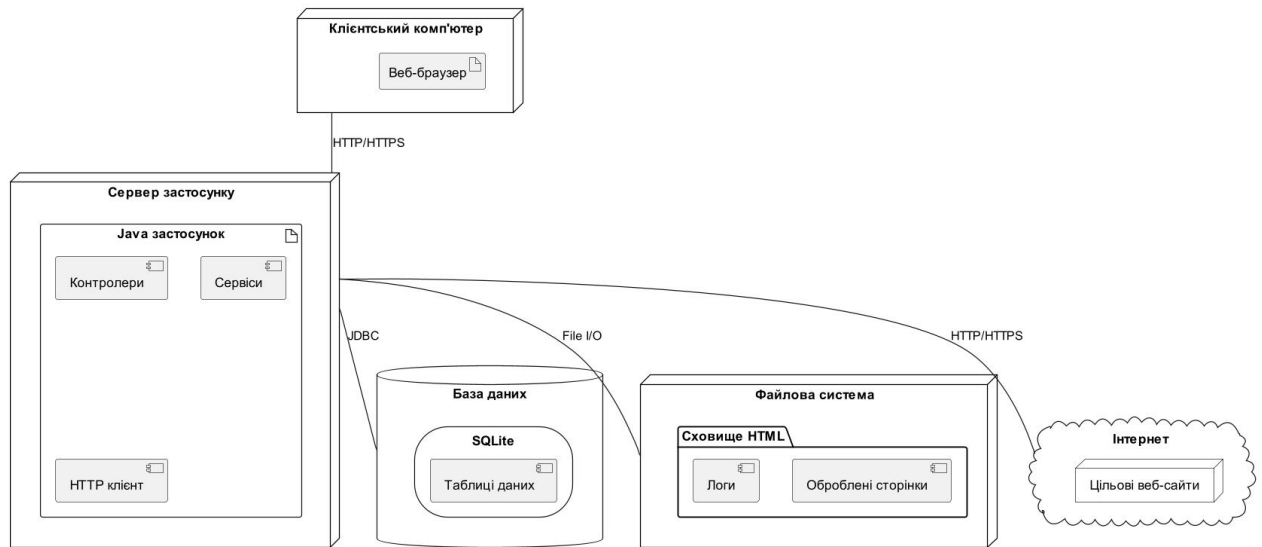 Клієнтський комп'ютер
Веб-браузер
HTTP/HTTPS
Сервер застосунку
Java застосунок
Контролери
Сервіси
HTTP клієнт
JDBC
File I/O
HTTP/HTTPS
База даних
SQLite
Таблиці даних
Файлова система
Сховище HTML
Логи
Оброблені сторінки
Інтернет
Цільові веб-сайти